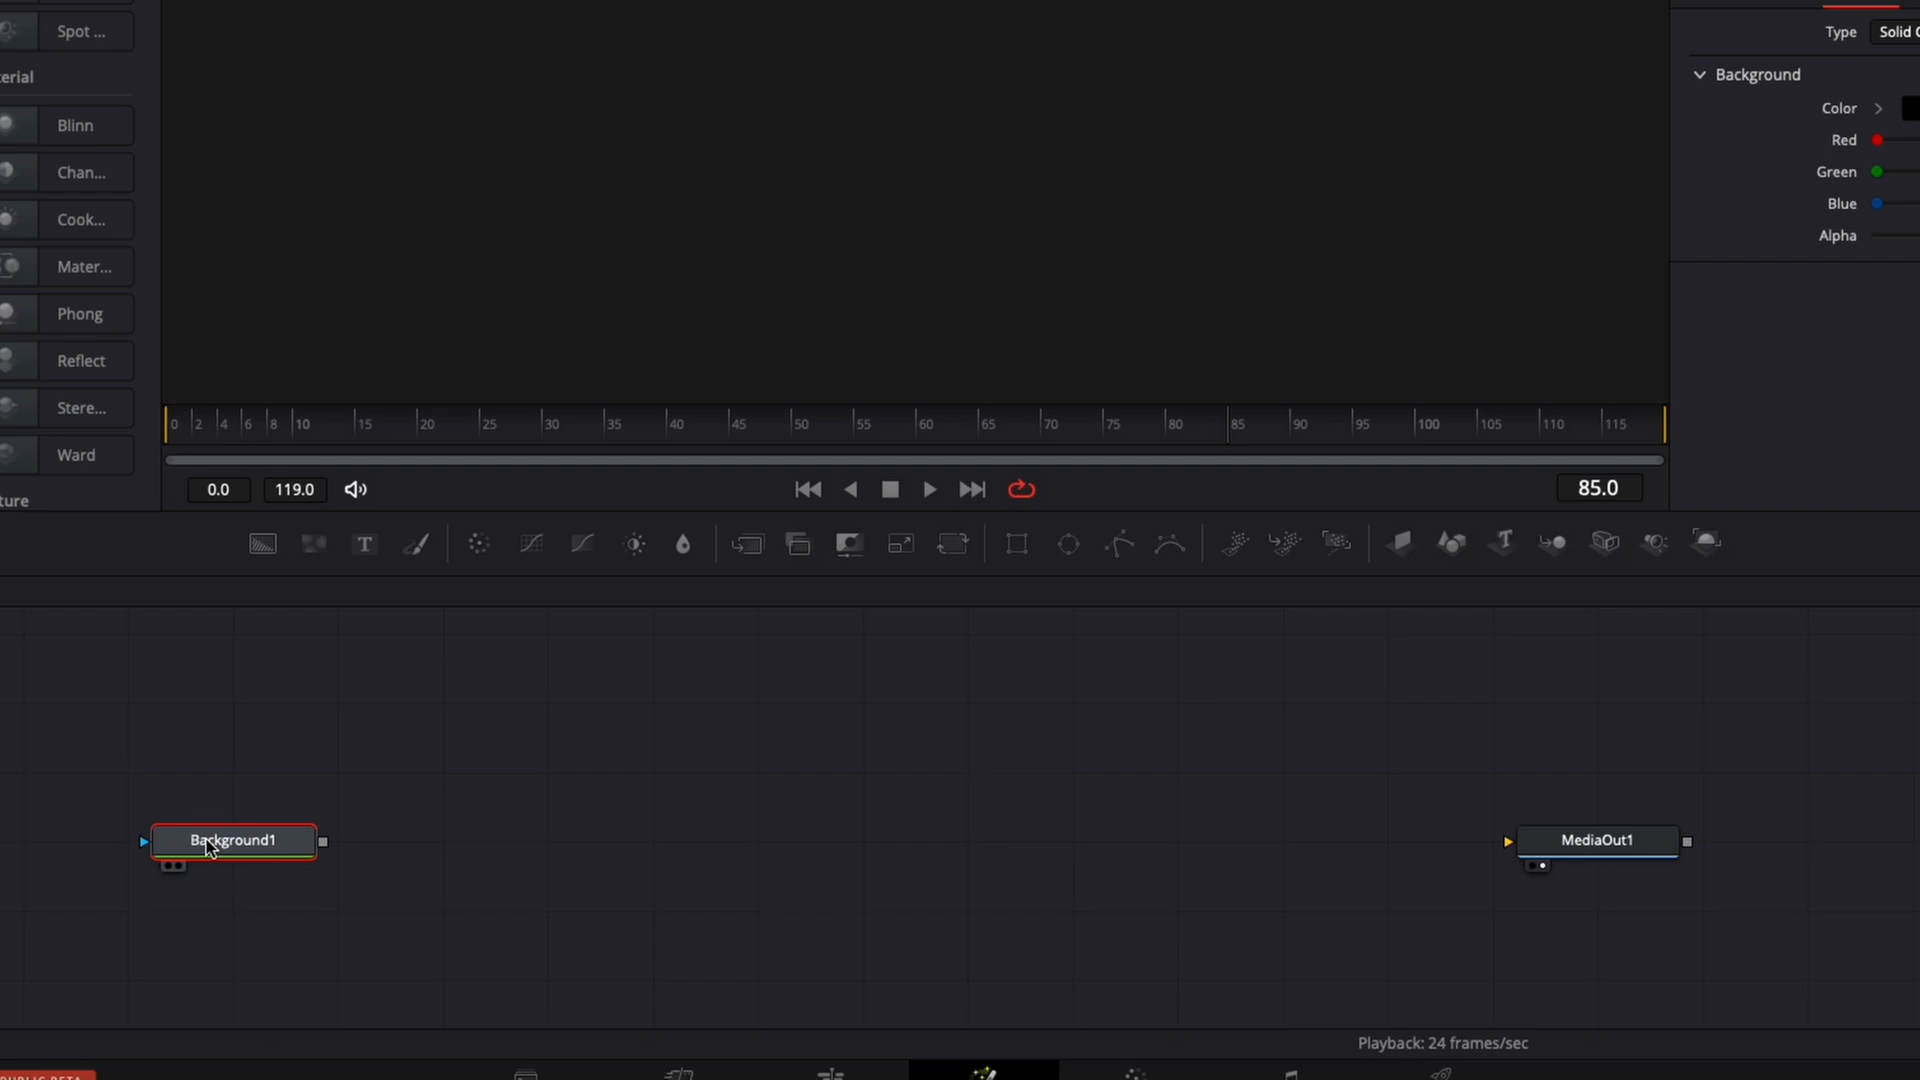 Spot ...
erial
Blinn
Chan...
Cook...
Mater...
Phong
Reflect
Stere...
Ward
ture
Type
Solid C
Background
Color
Red
Green
Blue
Alpha
0 2 4 6 8 10 15 20 25 30 35 40 45 50 55 60 65 70 75 80 85 90 95 100 105 110 115
0.0 119.0 85.0
T T
Background1
MediaOut1
Playback: 24 frames/sec
PUBLIC BETA